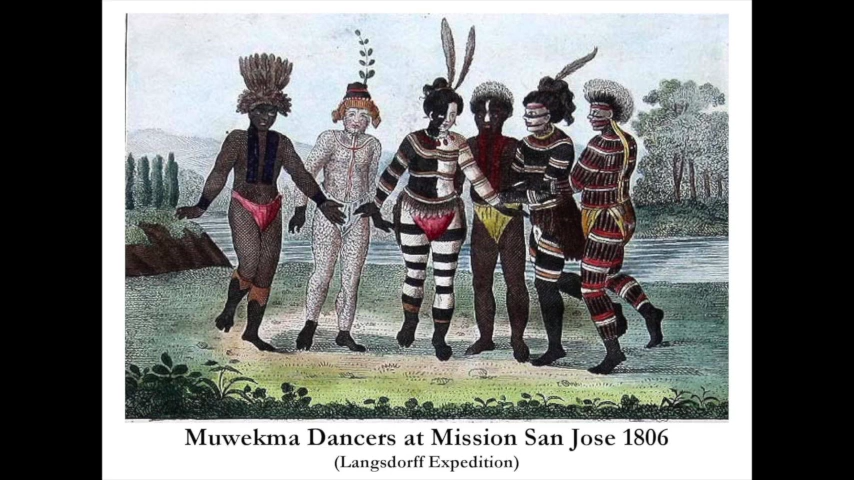 Muwekma Dancers at Mission San Jose 1806
(Langsdorff Expedition)